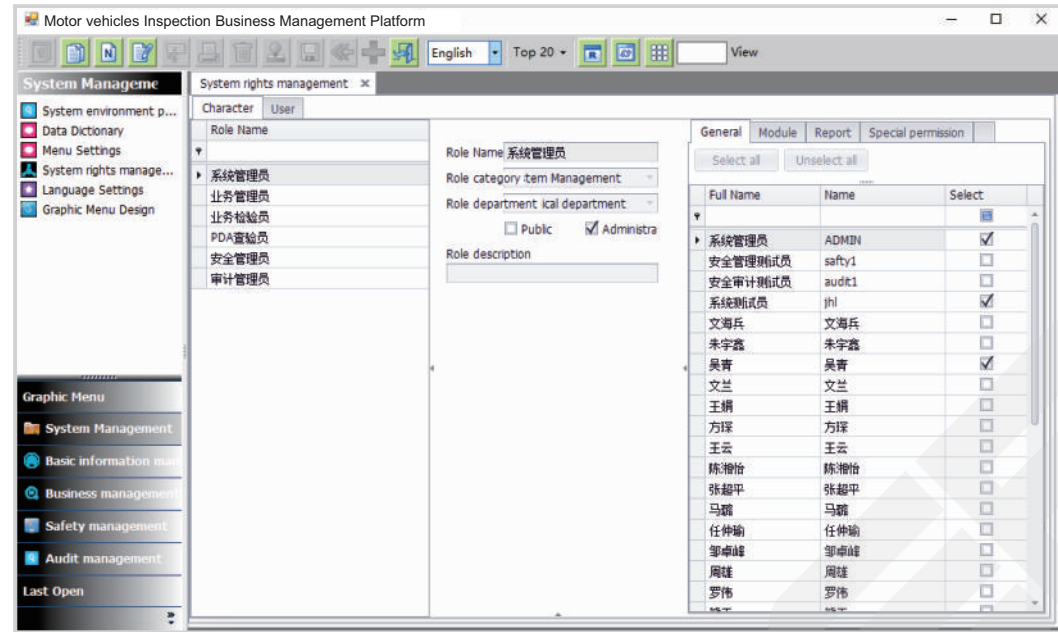 Motor vehicles Inspection Business Management Platform
English Top 20 View
System Manageme
System environment p...
Data Dictionary
Menu Settings
System rights manage...
Language Settings
Graphic Menu Design
Graphic Menu
System Management
Basic information man
Business management
Safety management
Audit management
Last Open
System rights management
Character User
Role Name
系统管理员
业务管理员
业务检验员
PDA查验员
安全管理员
审计管理员
Role Name 系统管理员
Role category tem Management
Role department ical department
Public Administra
Role description
General Module Report Special permission
Select all Unselect all
Full Name Name Select
系统管理员 ADMIN
安全管理测试员 safty1
安全审计测试员 audit1
系统测试员 jhl
文海兵 文海兵
朱宇鑫 朱宇鑫
吴青 吴青
文兰 文兰
王娟 王娟
方琛 方琛
王云 王云
陈湘怡 陈湘怡
张超平 张超平
马璐 马璐
任仲瑜 任仲瑜
邹卓峰 邹卓峰
周雄 周雄
罗伟 罗伟